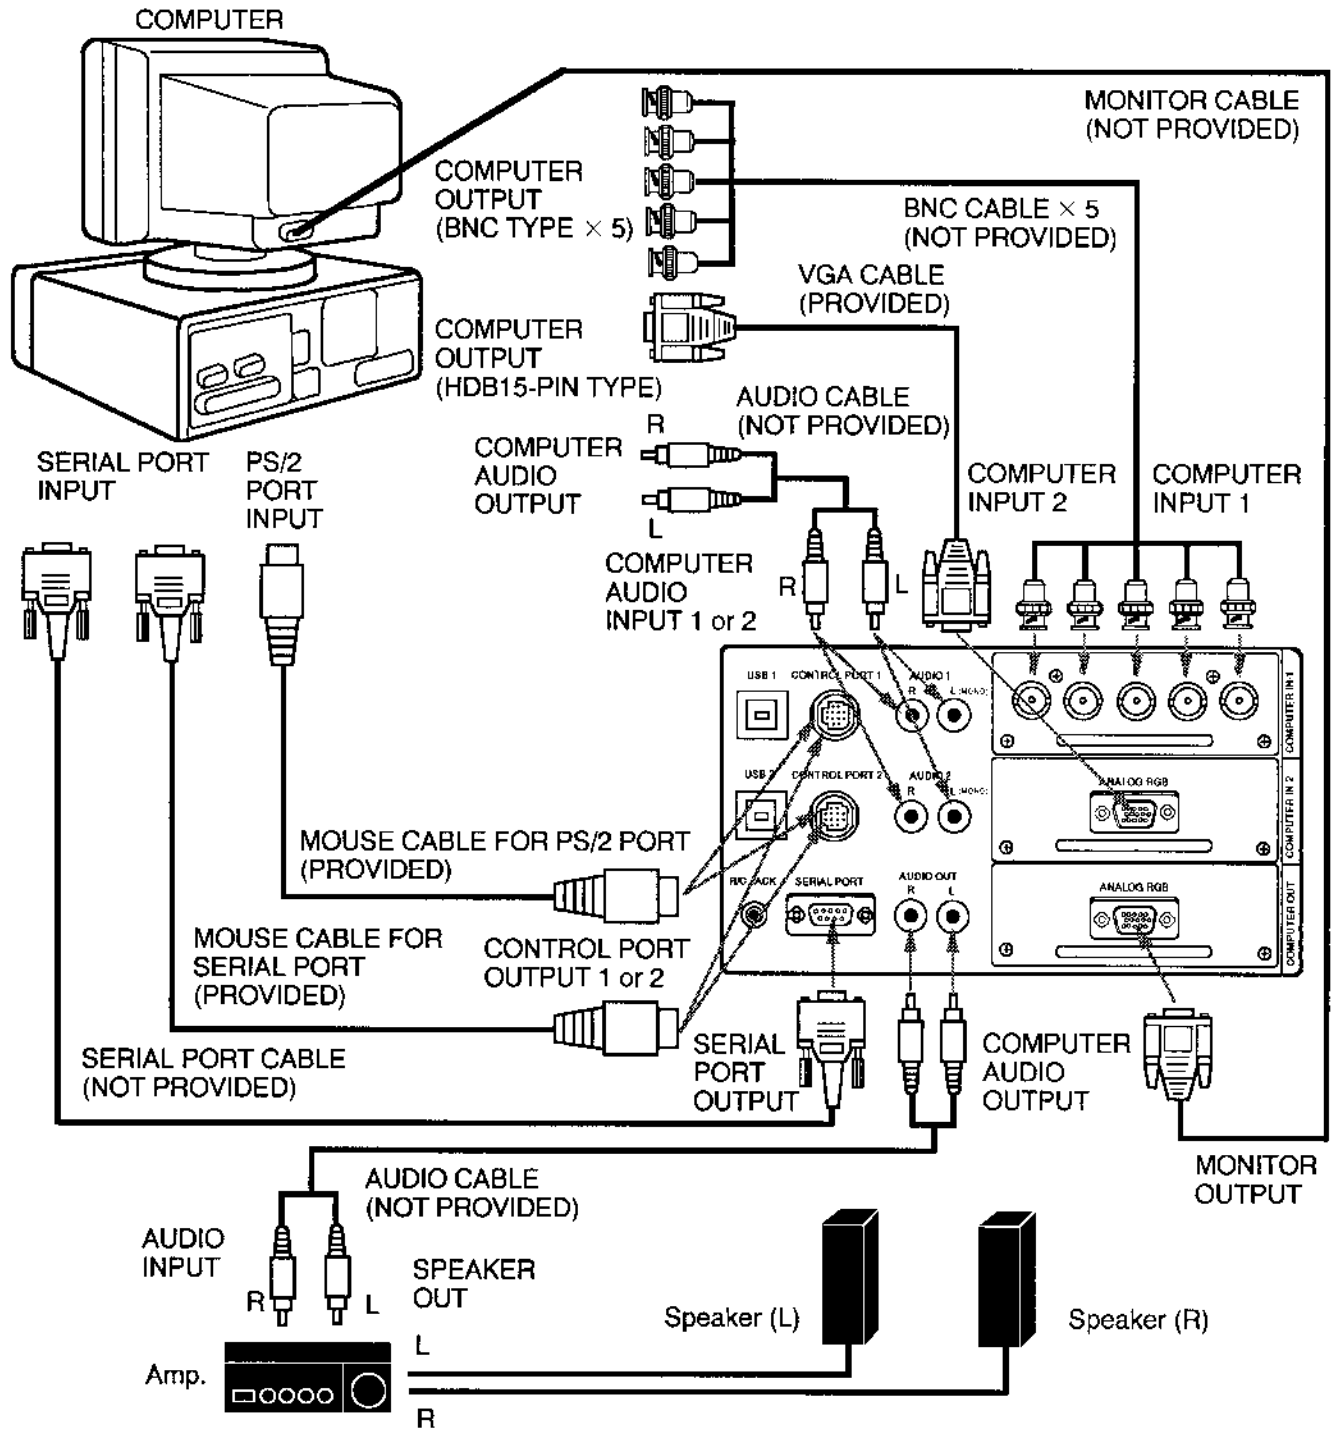 COMPUTER
MONITOR CABLE
(NOT PROVIDED)
COMPUTER
OUTPUT
(BNC TYPE × 5)
BNC CABLE × 5
(NOT PROVIDED)
VGA CABLE
(PROVIDED)
COMPUTER
OUTPUT
(HDB15-PIN TYPE)
AUDIO CABLE
(NOT PROVIDED)
R
COMPUTER
AUDIO
OUTPUT
L
SERIAL PORT
INPUT
PS/2
PORT
INPUT
COMPUTER
INPUT 2
COMPUTER
INPUT 1
COMPUTER
AUDIO
INPUT 1 or 2
R
L
USB 1
CONTROL PORT 1
AUDIO 1
R
L (MONO)
COMPUTER IN 1
USB 2
CONTROL PORT 2
AUDIO 2
R
L (MONO)
ANALOG RGB
COMPUTER IN 2
R/C JACK
SERIAL PORT
AUDIO OUT
R
L
ANALOG RGB
COMPUTER OUT
MOUSE CABLE FOR PS/2 PORT
(PROVIDED)
MOUSE CABLE FOR
SERIAL PORT
(PROVIDED)
CONTROL PORT
OUTPUT 1 or 2
SERIAL PORT CABLE
(NOT PROVIDED)
SERIAL
PORT
OUTPUT
COMPUTER
AUDIO
OUTPUT
MONITOR
OUTPUT
AUDIO CABLE
(NOT PROVIDED)
AUDIO
INPUT
R
L
SPEAKER
OUT
L
R
Amp.
Speaker (L)
Speaker (R)